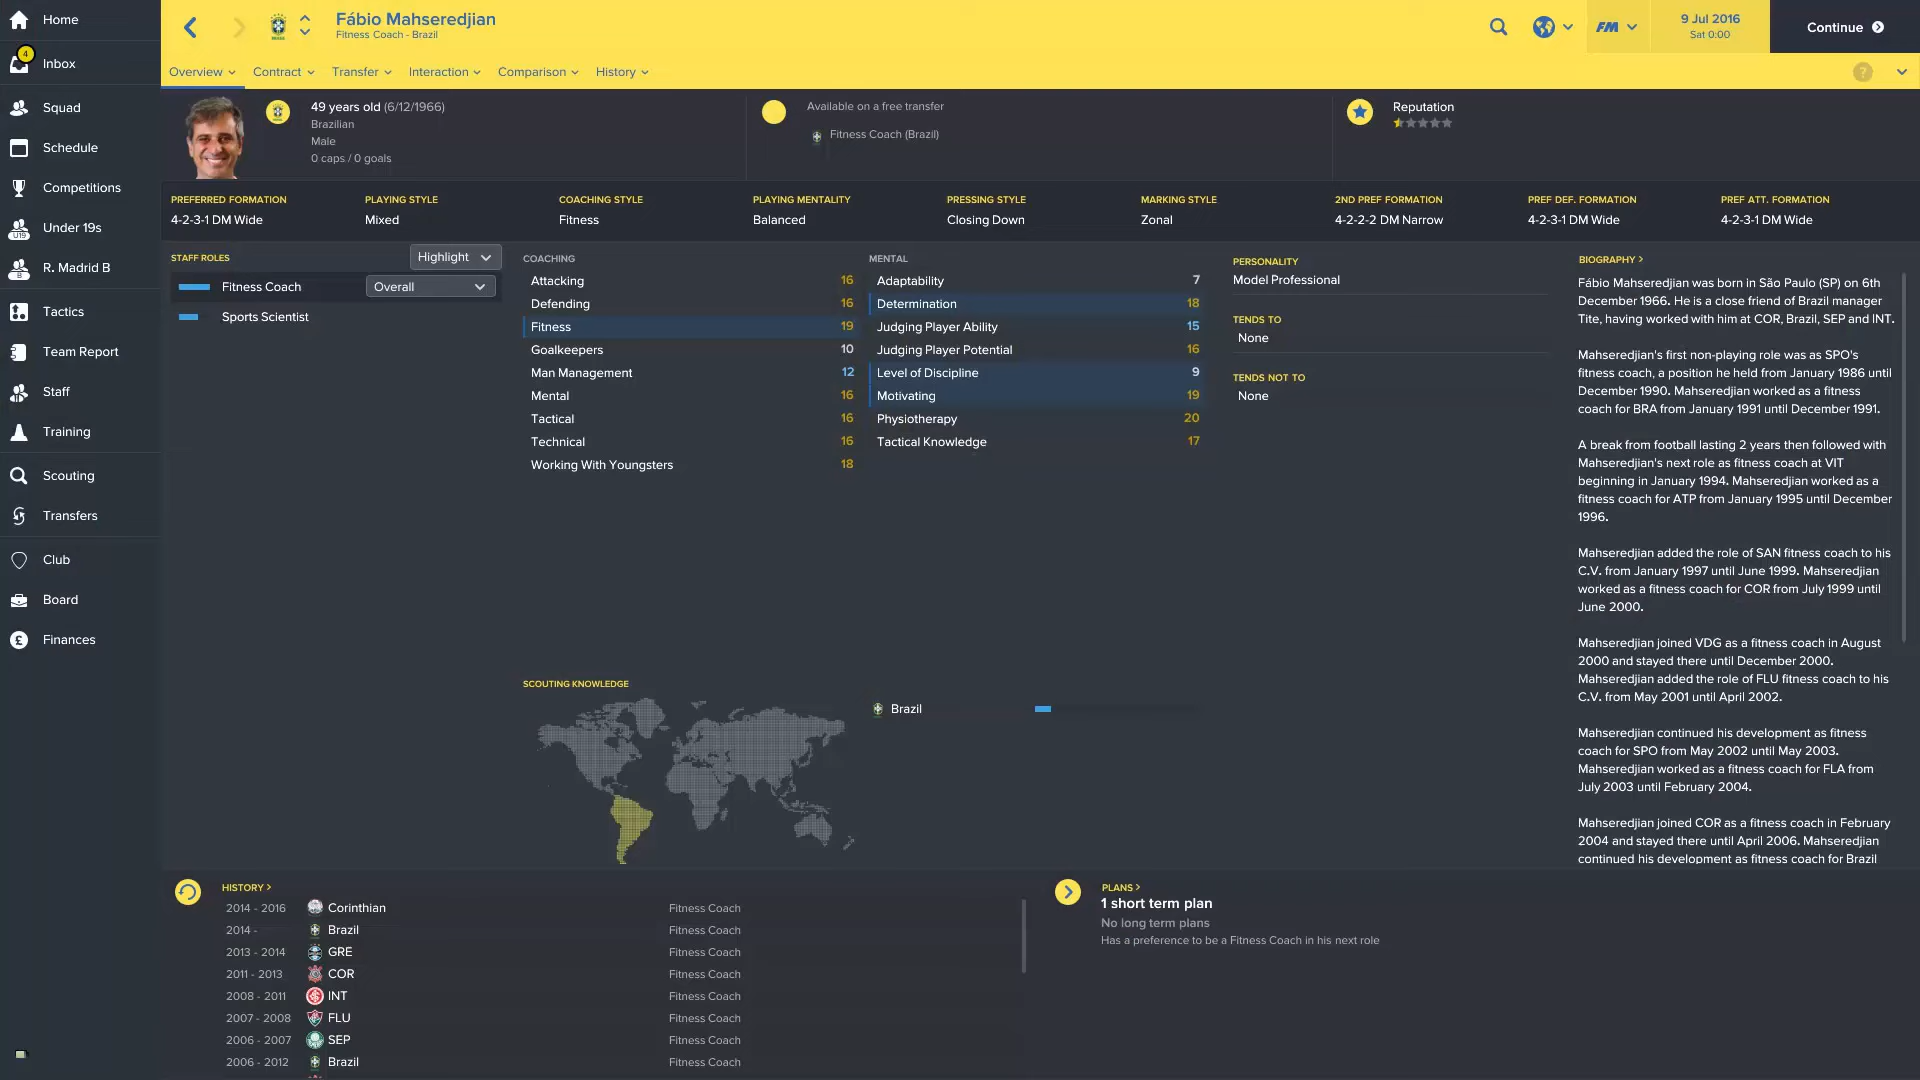 Home
Inbox
4
Squad
Schedule
Competitions
Under 19s
R. Madrid B
Tactics
Team Report
Staff
Training
Scouting
Transfers
Club
Board
Finances
Fábio Mahseredjian
Fitness Coach - Brazil
FM
9 Jul 2016
Sat 0:00
Continue
Overview
Contract
Transfer
Interaction
Comparison
History
?
49 years old (6/12/1966)
Brazilian
Male
0 caps / 0 goals
Available on a free transfer
Fitness Coach (Brazil)
Reputation
PREFERRED FORMATION
4-2-3-1 DM Wide
PLAYING STYLE
Mixed
COACHING STYLE
Fitness
PLAYING MENTALITY
Balanced
PRESSING STYLE
Closing Down
MARKING STYLE
Zonal
2ND PREF FORMATION
4-2-2-2 DM Narrow
PREF DEF. FORMATION
4-2-3-1 DM Wide
PREF ATT. FORMATION
4-2-3-1 DM Wide
STAFF ROLES
Highlight
Fitness Coach
Overall
Sports Scientist
COACHING
Attacking 16
Defending 16
Fitness 19
Goalkeepers 10
Man Management 12
Mental 16
Tactical 16
Technical 16
Working With Youngsters 18
MENTAL
Adaptability 7
Determination 18
Judging Player Ability 15
Judging Player Potential 16
Level of Discipline 9
Motivating 19
Physiotherapy 20
Tactical Knowledge 17
PERSONALITY
Model Professional
TENDS TO
None
TENDS NOT TO
None
BIOGRAPHY >
Fábio Mahseredjian was born in São Paulo (SP) on 6th
December 1966. He is a close friend of Brazil manager
Tite, having worked with him at COR, Brazil, SEP and INT.
Mahseredjian's first non-playing role was as SPO's
fitness coach, a position he held from January 1986 until
December 1990. Mahseredjian worked as a fitness
coach for BRA from January 1991 until December 1991.
A break from football lasting 2 years then followed with
Mahseredjian's next role as fitness coach at VIT
beginning in January 1994. Mahseredjian worked as a
fitness coach for ATP from January 1995 until December
1996.
Mahseredjian added the role of SAN fitness coach to his
C.V. from January 1997 until June 1999. Mahseredjian
worked as a fitness coach for COR from July 1999 until
June 2000.
Mahseredjian joined VDG as a fitness coach in August
2000 and stayed there until December 2000.
Mahseredjian added the role of FLU fitness coach to his
C.V. from May 2001 until April 2002.
Mahseredjian continued his development as fitness
coach for SPO from May 2002 until May 2003.
Mahseredjian worked as a fitness coach for FLA from
July 2003 until February 2004.
Mahseredjian joined COR as a fitness coach in February
2004 and stayed there until April 2006. Mahseredjian
continued his development as fitness coach for Brazil
SCOUTING KNOWLEDGE
Brazil
HISTORY >
2014 - 2016 Corinthian Fitness Coach
2014 - Brazil Fitness Coach
2013 - 2014 GRE Fitness Coach
2011 - 2013 COR Fitness Coach
2008 - 2011 INT Fitness Coach
2007 - 2008 FLU Fitness Coach
2006 - 2007 SEP Fitness Coach
2006 - 2012 Brazil Fitness Coach
PLANS >
1 short term plan
No long term plans
Has a preference to be a Fitness Coach in his next role